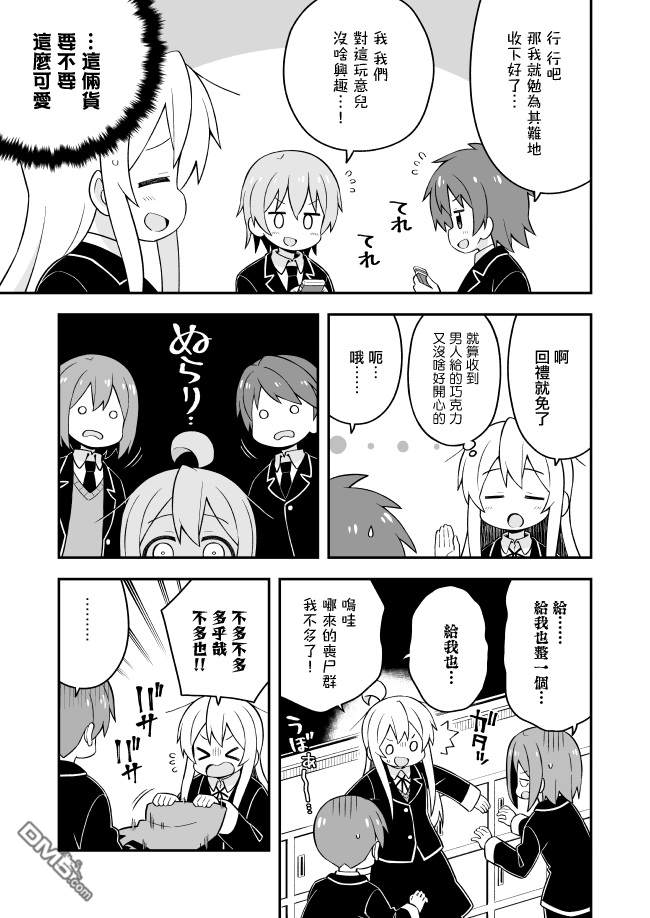 行 行吧
那我就勉為其難地
收下好了…
我 我們
對這玩意兒
沒啥興趣…!
…這倆貨
要不要
這麼可愛
てれ
てれ
啊
回禮就免了
就算收到
男人給的巧克力
又沒啥好開心的
呃…
哦……
ぬらり…
給……
給我也整一個…
給我也…
嗚哇
哪來的喪尸群
我不多了!
ガタッ
うぼぁー…
不多不多
多乎哉
不多也!!
ガサ
ガサ
………
DM5.com